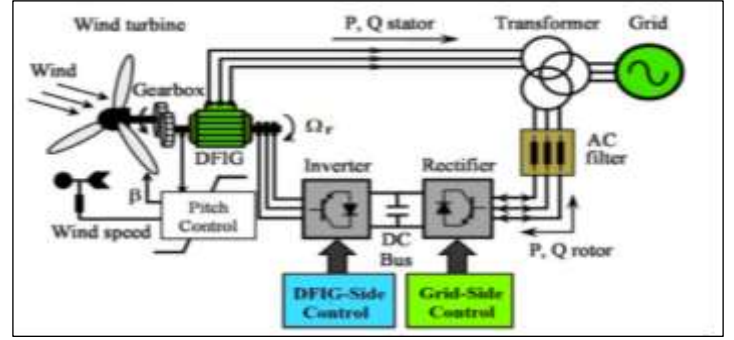 Wind turbine
P, Q stator
Transformer
Grid
Wind
Gearbox
Ωr
DFIG
AC
filter
Inverter
Rectifier
β
Pitch
Control
Wind speed
DC
Bus
P, Q rotor
DFIG-Side
Control
Grid-Side
Control